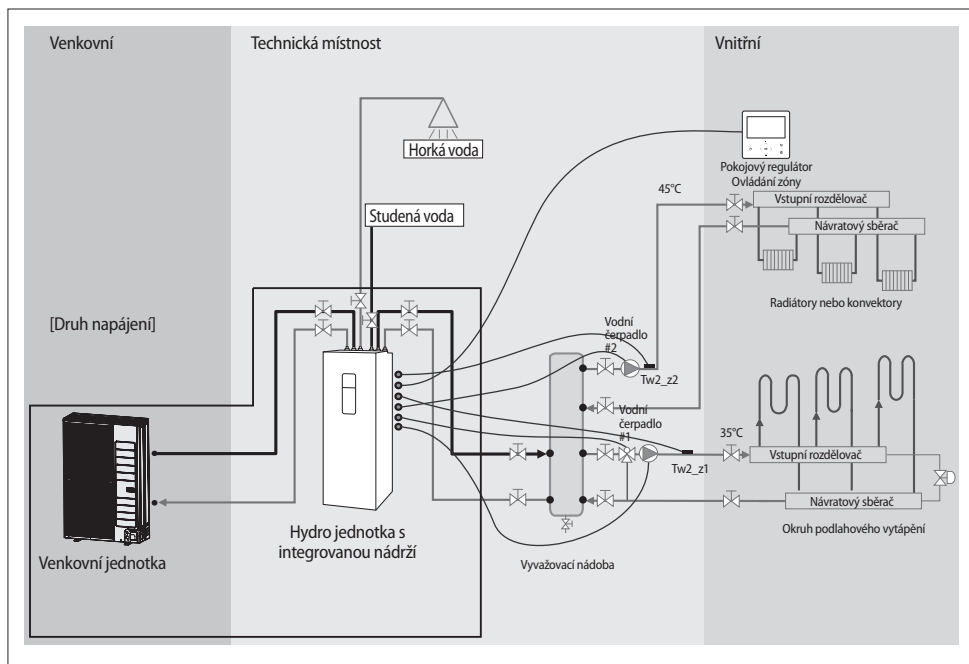 Venkovní
Technická místnost
Vnitřní
Horká voda
Pokojový regulátor
Ovládání zóny
45°C
Vstupní rozdělovač
Studená voda
Návratový sběrač
Radiátory nebo konvektory
[Druh napájení]
Vodní
čerpadlo
#2
Tw2_z2
Vodní
čerpadlo
#1
35°C
Tw2_z1
Vstupní rozdělovač
Návratový sběrač
Okruh podlahového vytápění
Hydro jednotka s
integrovanou nádrží
Venkovní jednotka
Vyvažovací nádoba